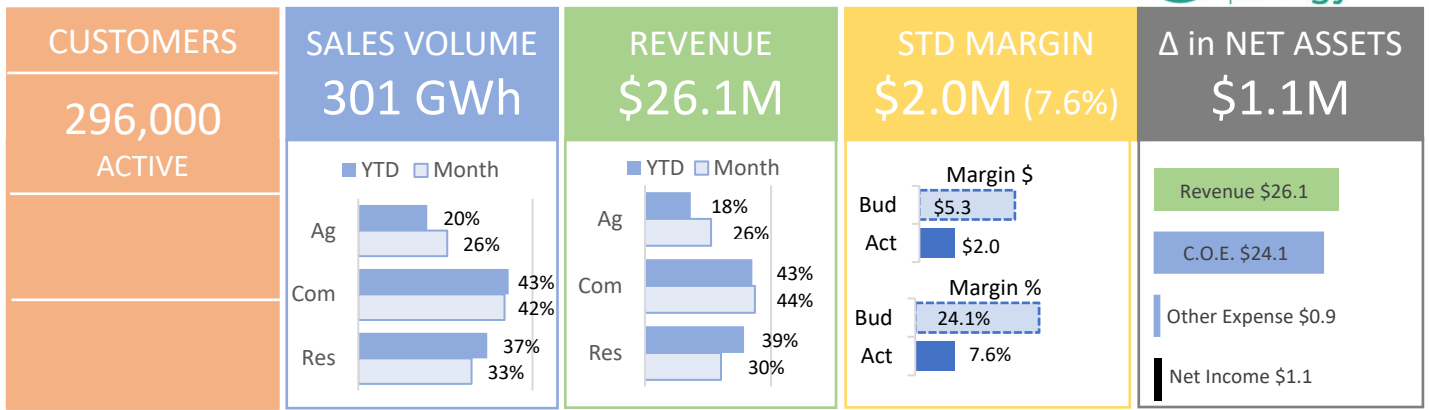 CUSTOMERS
296,000
ACTIVE
SALES VOLUME
301 GWh
YTD Month
Ag
20%
26%
Com
43%
42%
Res
37%
33%
REVENUE
$26.1M
YTD Month
Ag
18%
26%
Com
43%
44%
Res
39%
30%
STD MARGIN
$2.0M (7.6%)
Margin $
Bud $5.3
Act $2.0
Margin %
Bud 24.1%
Act 7.6%
Δ in NET ASSETS
$1.1M
Revenue $26.1
C.O.E. $24.1
Other Expense $0.9
Net Income $1.1